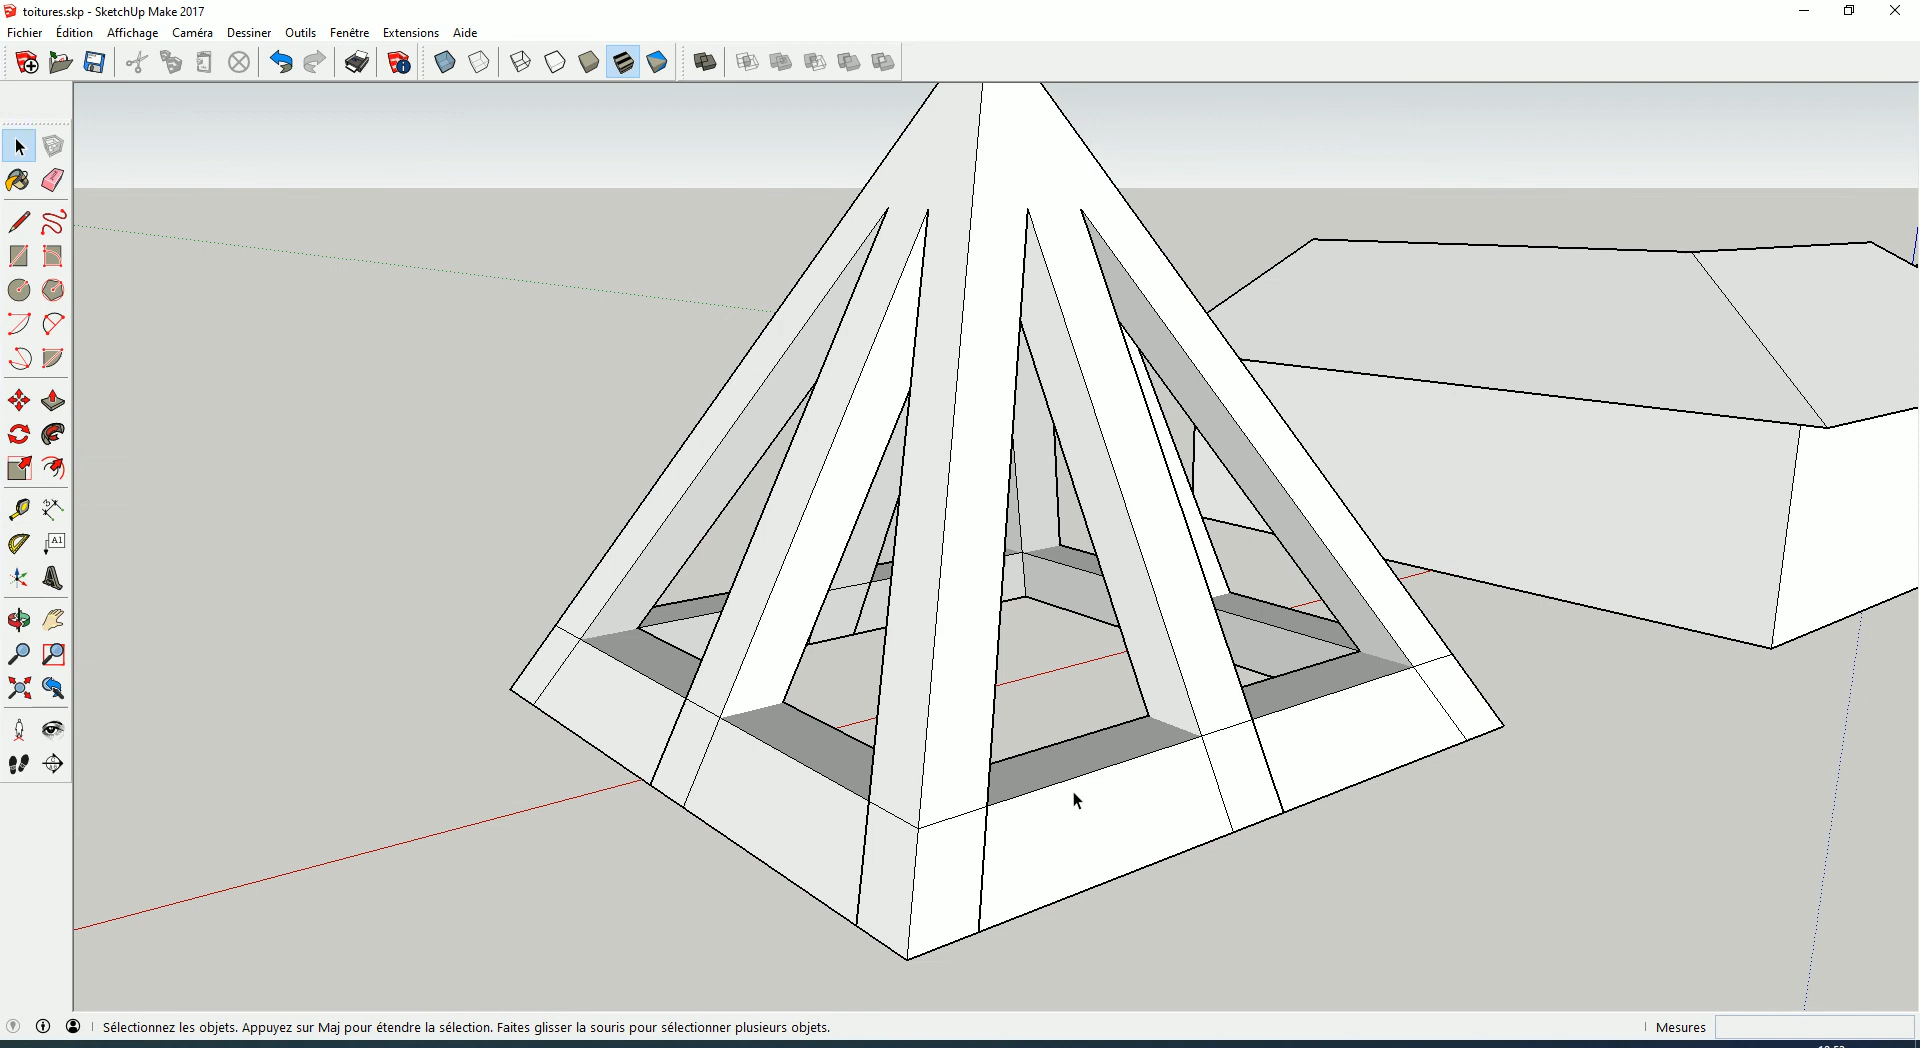 toitures.skp - SketchUp Make 2017
Fichier Édition Affichage Caméra Dessiner Outils Fenêtre Extensions Aide
A1
Sélectionnez les objets. Appuyez sur Maj pour étendre la sélection. Faites glisser la souris pour sélectionner plusieurs objets.
Mesures